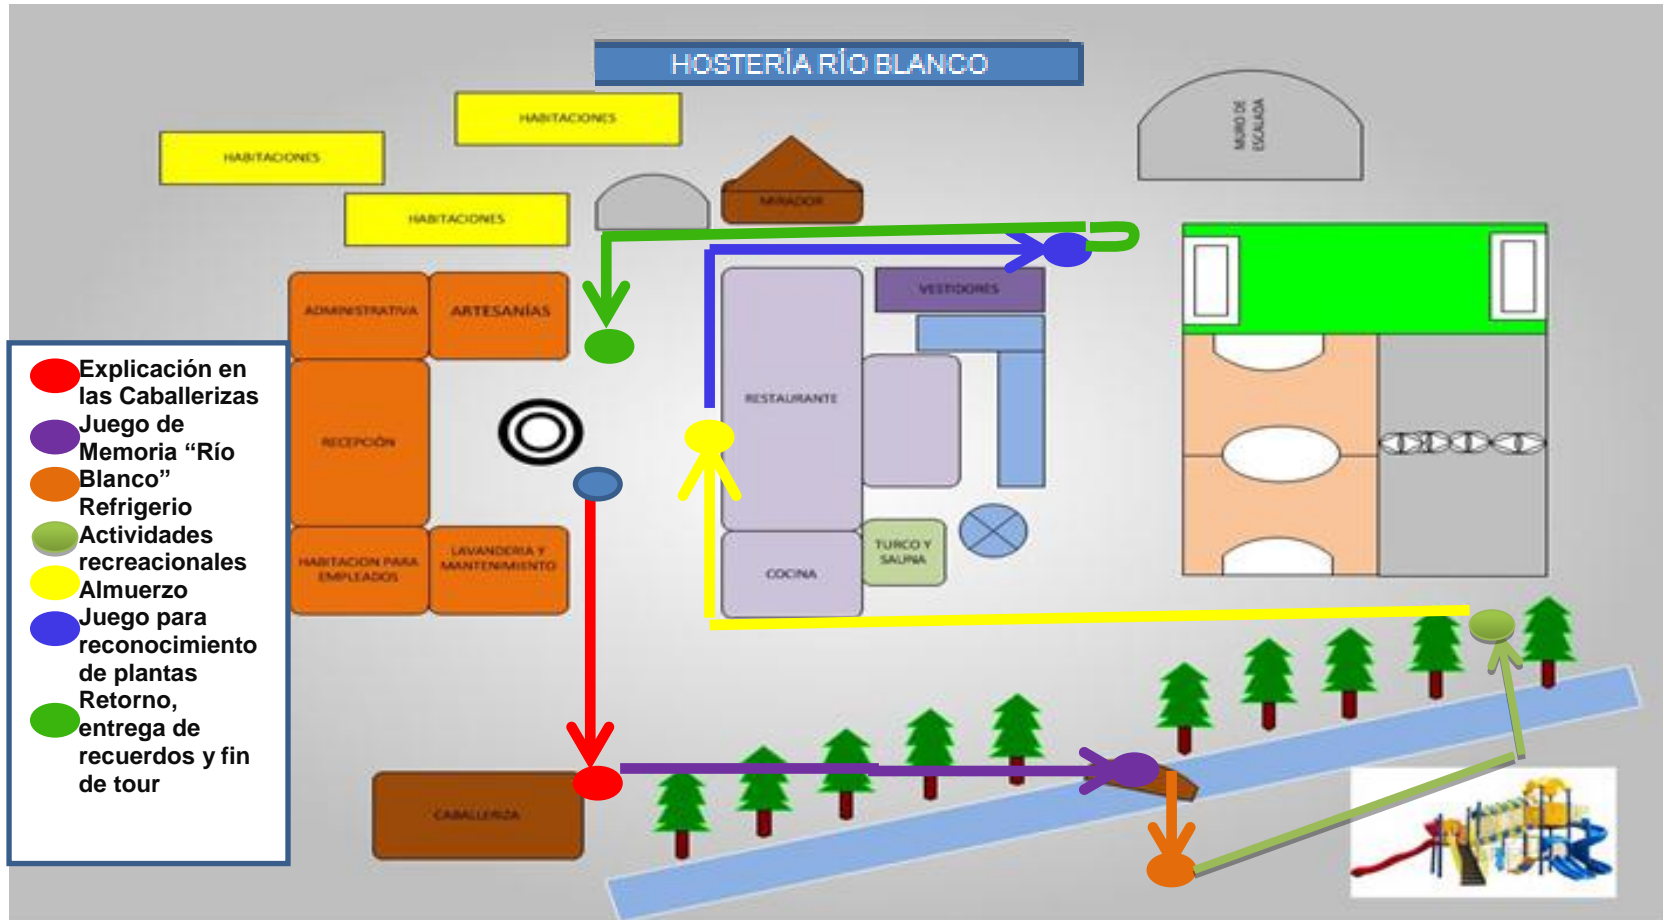 HOSTERÍA RÍO BLANCO
HABITACIONES
HABITACIONES
HABITACIONES
MIRADOR
MURO DE
ESCALADA
ADMINISTRATIVA
ARTESANÍAS
VESTIDORES
RESTAURANTE
RECEPCIÓN
HABITACION PARA
EMPLEADOS
LAVANDERIA Y
MANTENIMIENTO
COCINA
TURCO Y
SAUNA
CABALLERIZA
Explicación en
las Caballerizas
Juego de
Memoria “Río
Blanco”
Refrigerio
Actividades
recreacionales
Almuerzo
Juego para
reconocimiento
de plantas
Retorno,
entrega de
recuerdos y fin
de tour